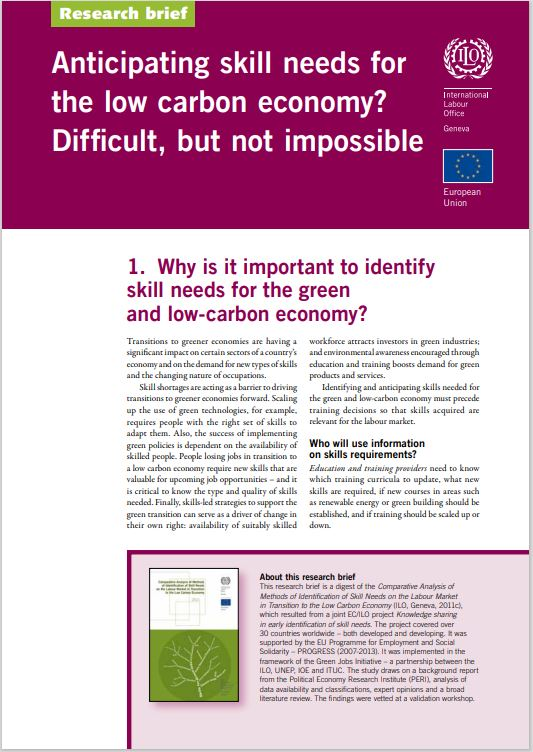 Research brief
Anticipating skill needs for
the low carbon economy?
Difficult, but not impossible
International
Labour
Office
Geneva
European
Union
1. Why is it important to identify
skill needs for the green
and low-carbon economy?
Transitions to greener economies are having a
significant impact on certain sectors of a country's
economy and on the demand for new types of skills
and the changing nature of occupations.
Skill shortages are acting as a barrier to driving
transitions to greener economies forward. Scaling
up the use of green technologies, for example,
requires people with the right set of skills to
adapt them. Also, the success of implementing
green policies is dependent on the availability of
skilled people. People losing jobs in transition to
a low carbon economy require new skills that are
valuable for upcoming job opportunities – and it
is critical to know the type and quality of skills
needed. Finally, skills-led strategies to support the
green transition can serve as a driver of change in
their own right: availability of suitably skilled
workforce attracts investors in green industries;
and environmental awareness encouraged through
education and training boosts demand for green
products and services.
Identifying and anticipating skills needed for
the green and low-carbon economy must precede
training decisions so that skills acquired are
relevant for the labour market.
Who will use information
on skills requirements?
Education and training providers need to know
which training curricula to update, what new
skills are required, if new courses in areas such
as renewable energy or green building should be
established, and if training should be scaled up or
down.
Comparative Analysis of Methods
of Identification of Skill Needs
on the Labour Market in Transition
to the Low Carbon Economy
About this research brief
This research brief is a digest of the Comparative Analysis of
Methods of Identification of Skill Needs on the Labour Market
in Transition to the Low Carbon Economy (ILO, Geneva, 2011c),
which resulted from a joint EC/ILO project Knowledge sharing
in early identification of skill needs. The project covered over
30 countries worldwide – both developed and developing. It was
supported by the EU Programme for Employment and Social
Solidarity – PROGRESS (2007-2013). It was implemented in the
framework of the Green Jobs Initiative – a partnership between the
ILO, UNEP, IOE and ITUC. The study draws on a background report
from the Political Economy Research Institute (PERI), analysis of
data availability and classifications, expert opinions and a broad
literature review. The findings were vetted at a validation workshop.